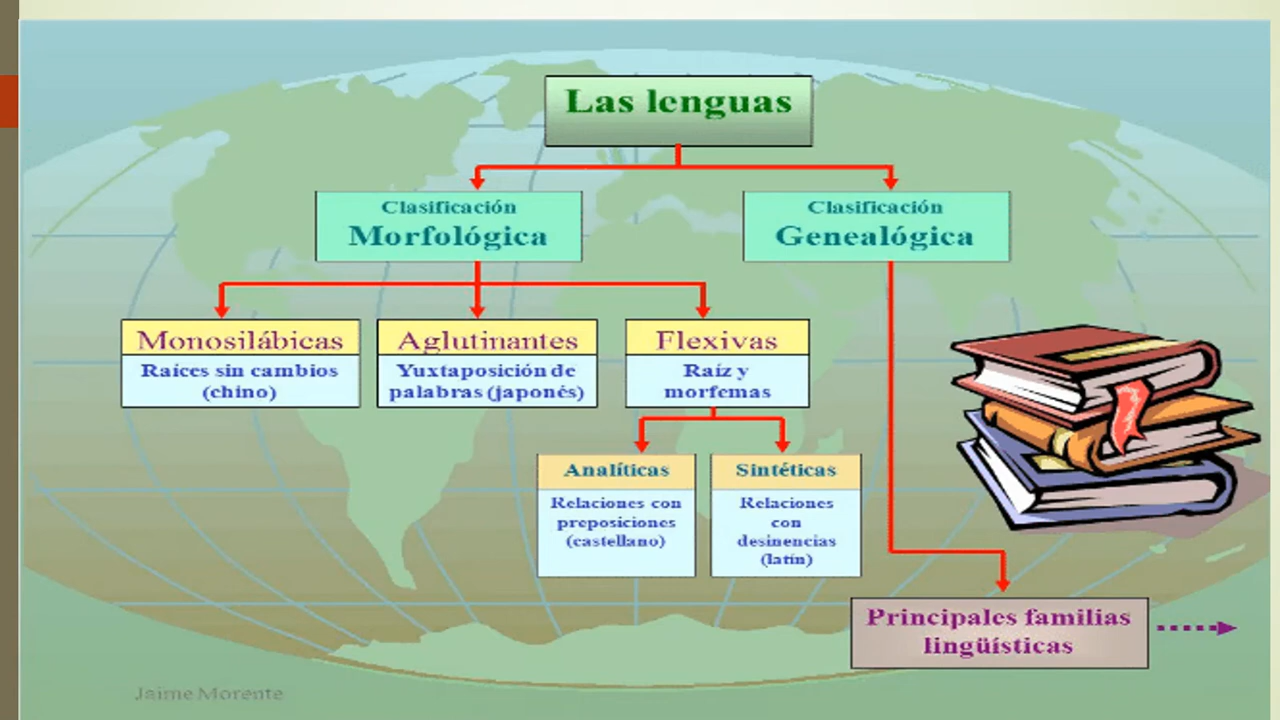 Las lenguas
Clasificación
Morfológica
Clasificación
Genealógica
Monosilábicas
Raíces sin cambios
(chino)
Aglutinantes
Yuxtaposición de
palabras (japonés)
Flexivas
Raíz y
morfemas
Analíticas
Relaciones con
preposiciones
(castellano)
Sintéticas
Relaciones
con
desinencias
(latín)
Principales familias
lingüísticas
Jaime Morente